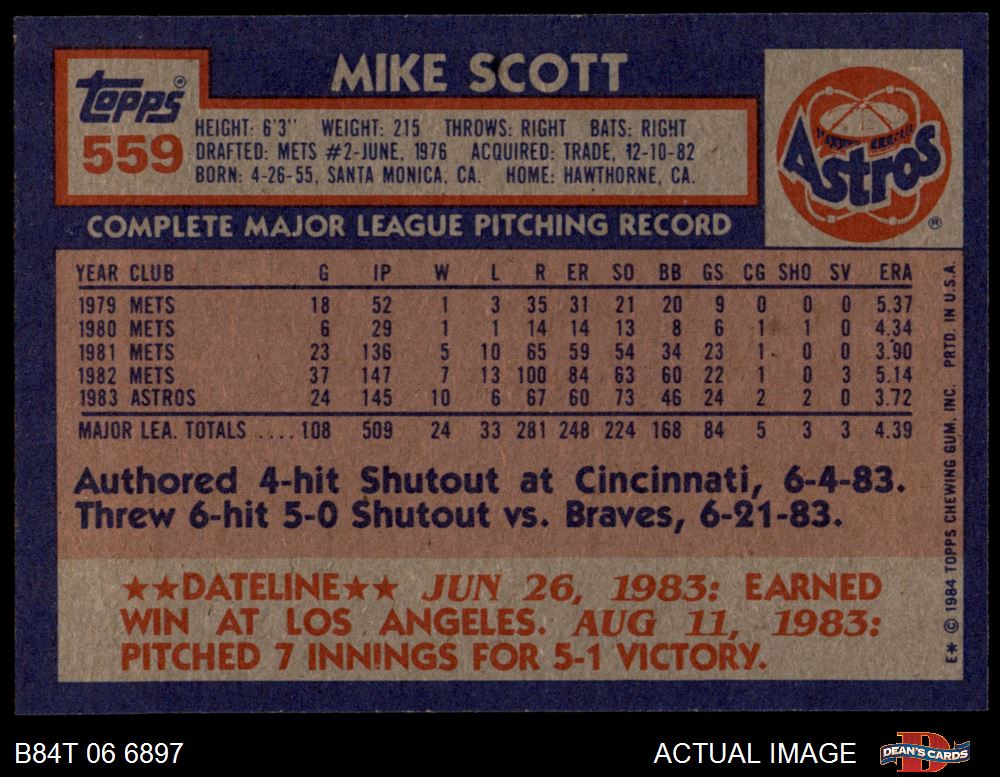 MIKE SCOTT
topps®
559
HEIGHT: 6'3" WEIGHT: 215 THROWS: RIGHT BATS: RIGHT
DRAFTED: METS #2-JUNE, 1976 ACQUIRED: TRADE, 12-10-82
BORN: 4-26-55, SANTA MONICA, CA. HOME: HAWTHORNE, CA.
Astros
®
COMPLETE MAJOR LEAGUE PITCHING RECORD
YEAR CLUB G IP W L R ER SO BB GS CG SHO SV ERA
1979 METS 18 52 1 3 35 31 21 20 9 0 0 0 5.37
1980 METS 6 29 1 1 14 14 13 8 6 1 1 0 4.34
1981 METS 23 136 5 10 65 59 54 34 23 1 0 0 3.90
1982 METS 37 147 7 13 100 84 63 60 22 1 0 3 5.14
1983 ASTROS 24 145 10 6 67 60 73 46 24 2 2 0 3.72
MAJOR LEA. TOTALS .... 108 509 24 33 281 248 224 168 84 5 3 3 4.39
Authored 4-hit Shutout at Cincinnati, 6-4-83.
Threw 6-hit 5-0 Shutout vs. Braves, 6-21-83.
★★DATELINE★★ JUN 26, 1983: EARNED
WIN AT LOS ANGELES. AUG 11, 1983:
PITCHED 7 INNINGS FOR 5-1 VICTORY.
E* © 1984 TOPPS CHEWING GUM, INC. PRTD. IN U.S.A.
B84T 06 6897
ACTUAL IMAGE
DEAN'S CARDS